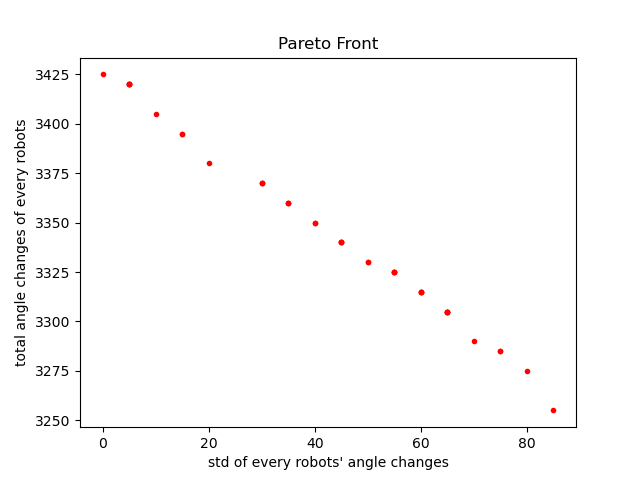 Pareto Front
total angle changes of every robots
3425
3400
3375
3350
3325
3300
3275
3250
0 20 40 60 80
std of every robots' angle changes